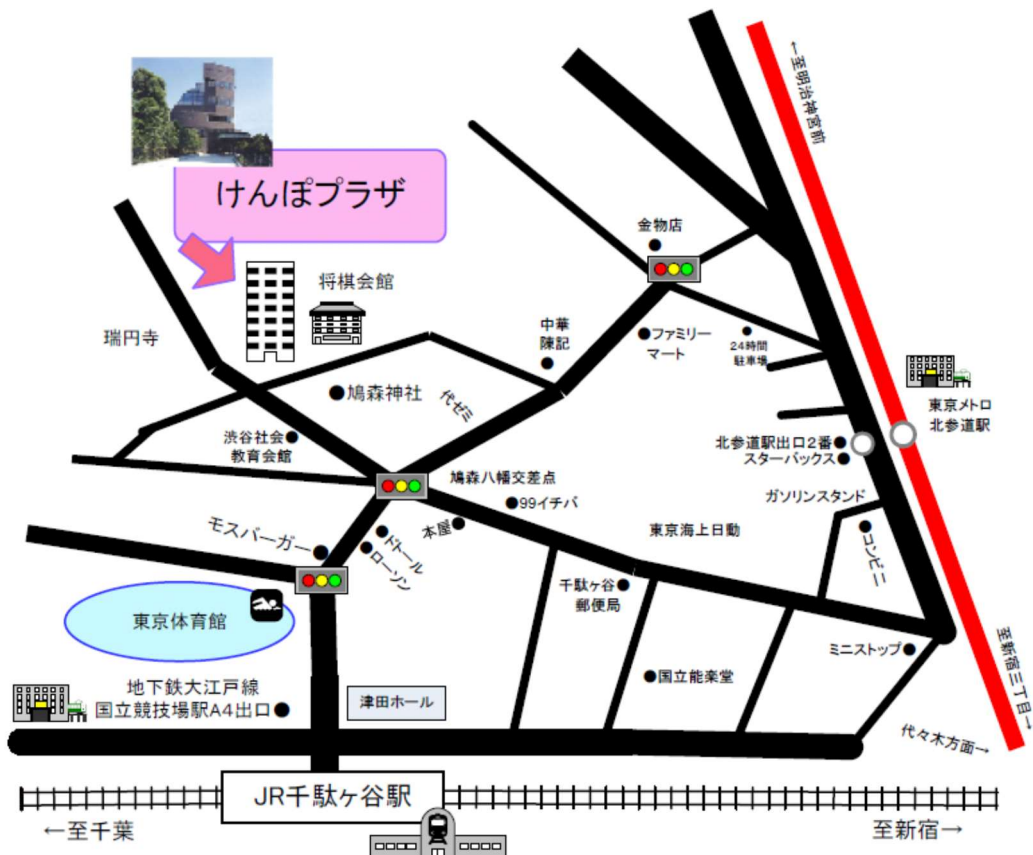 ←至明治神宮前
けんぽプラザ
金物店
将棋会館
瑞円寺
中華
陳記
ファミリー
マート
24時間
駐車場
東京メトロ
北参道駅
鳩森神社
代ゼミ
渋谷社会
教育会館
北参道駅出口2番
スターバックス
鳩森八幡交差点
99イチバ
ガソリンスタンド
本屋
東京海上日動
コンビニ
モスバーガー
ドトール
ローソン
千駄ヶ谷
郵便局
東京体育館
至新宿三丁目→
ミニストップ
国立能楽堂
地下鉄大江戸線
国立競技場駅A4出口
津田ホール
代々木方面→
JR千駄ヶ谷駅
←至千葉
至新宿→